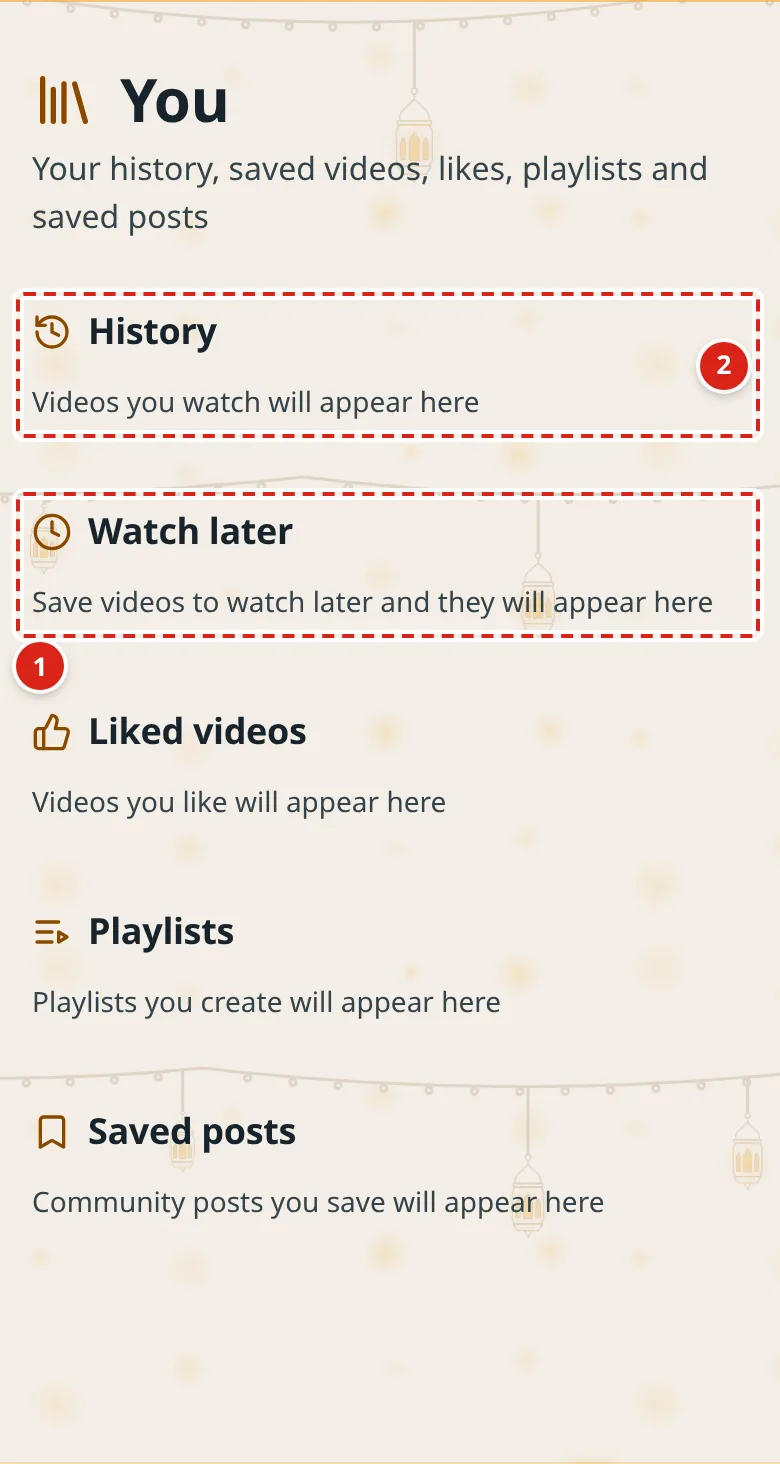 You
Your history, saved videos, likes, playlists and
saved posts
History
2
Videos you watch will appear here
Watch later
Save videos to watch later and they will appear here
1
Liked videos
Videos you like will appear here
Playlists
Playlists you create will appear here
Saved posts
Community posts you save will appear here